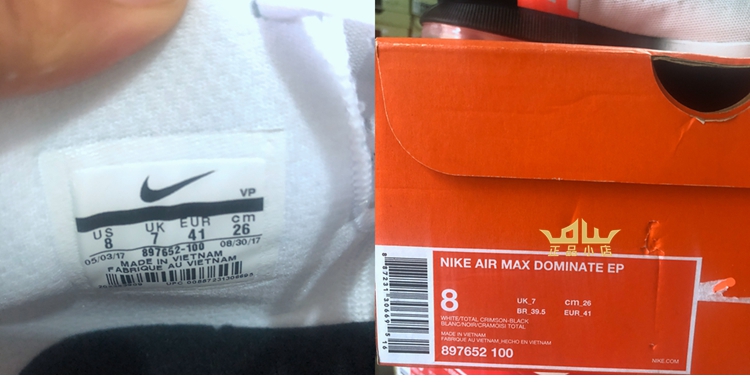 VP
US UK EUR cm
8 7 41 26
05/03/17 08/30/17
897652-100
MADE IN VIETNAM
FABRIQUE AU VIETNAM
正品小店
NIKE AIR MAX DOMINATE EP
8
UK_7 cm_26
BR_39.5 EUR_41
WHITE/TOTAL CRIMSON-BLACK
BLANC/NOIR/CRAMOISI TOTAL
MADE IN VIETNAM
FABRIQUE AU VIETNAM, HECHO EN VIETNAM
897652 100
NIKE.COM